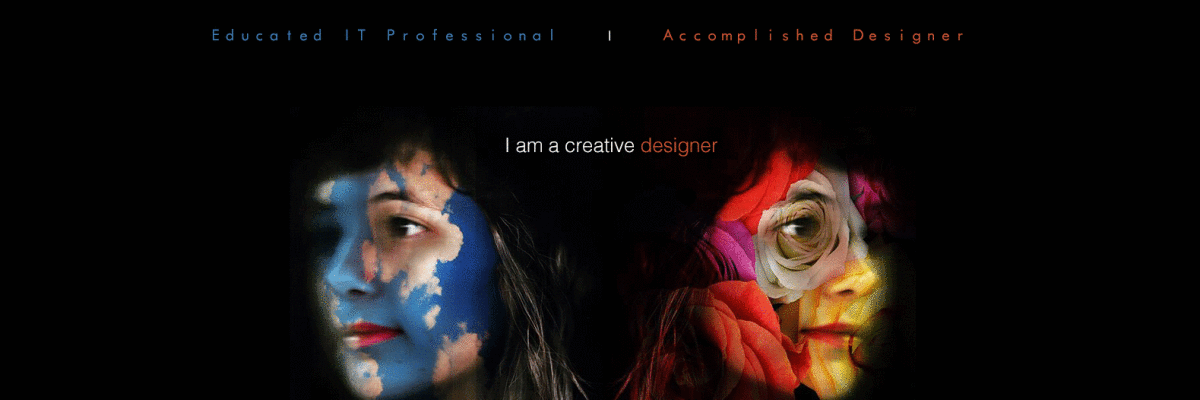 Educated IT Professional | Accomplished Designer
I am a creative designer